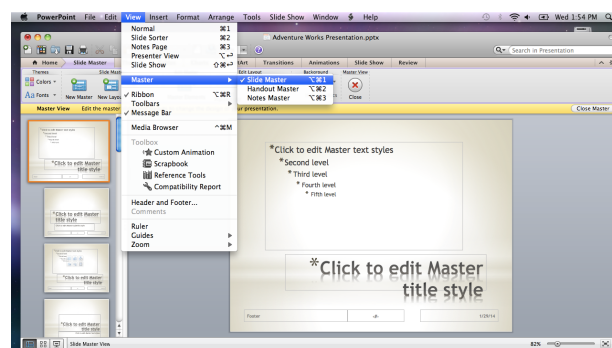 PowerPoint File Edit View Insert Format Arrange Tools Slide Show Window Help Wed 1:54 PM
Adventure Works Presentation.pptx
Search in Presentation
Home Slide Master Transitions Animations Slide Show Review
Themes Edit Layout Background Master View
Colors
Aa Fonts New Master Close
Master View Edit the master your presentation. Close Master
Normal ⌘1
Slide Sorter ⌘2
Notes Page ⌘3
Presenter View ⌥↩
Slide Show ⇧⌘↩
Master ▶
✓ Slide Master ⌥⌘1
Handout Master ⌥⌘2
Notes Master ⌥⌘3
✓ Ribbon ⌥⌘R
Toolbars ▶
✓ Message Bar
Media Browser ^⌘M
Toolbox
Custom Animation
Scrapbook
Reference Tools
Compatibility Report
Header and Footer...
Comments
Ruler
Guides ▶
Zoom ▶
*Click to edit Master
title style
*Click to edit Master
title style
*Click to edit Master
title style
*Click to edit Master text styles
*Second level
*Third level
*Fourth level
*Fifth level
*Click to edit Master
title style
Footer ‹#› 1/29/14
Slide Master View 82%